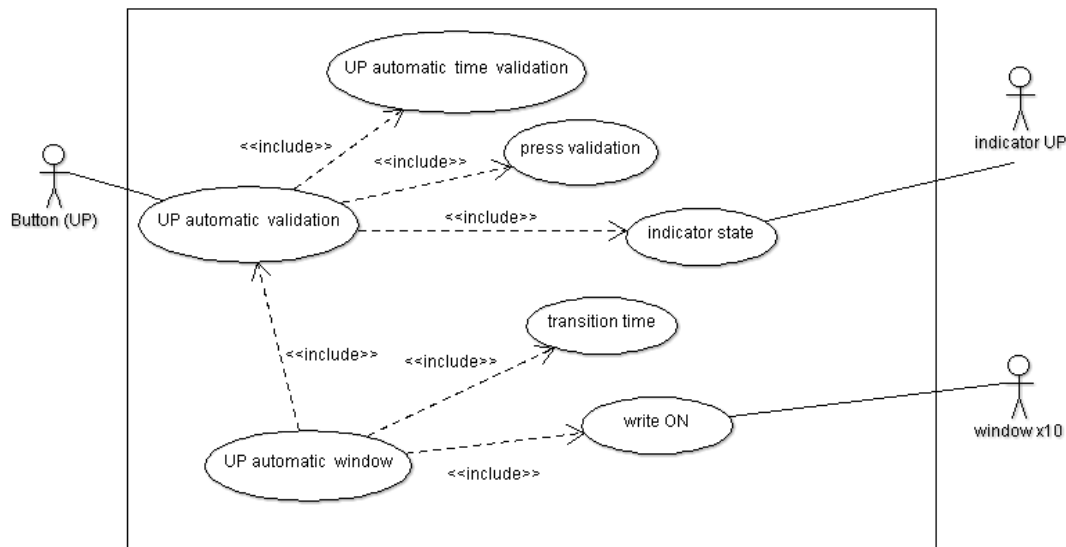 UP automatic time validation
<<include>>
press validation
<<include>>
indicator UP
Button (UP)
UP automatic validation
<<include>>
indicator state
transition time
<<include>>
<<include>>
write ON
window x10
UP automatic window
<<include>>